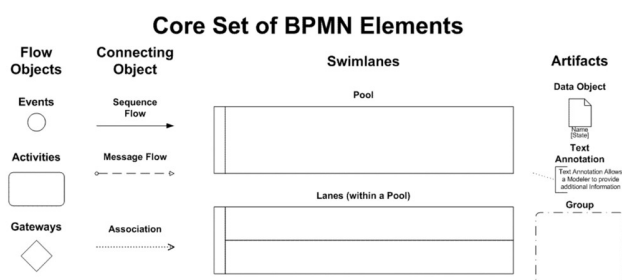 Core Set of BPMN Elements
Flow
Objects
Connecting
Object
Swimlanes
Artifacts
Events
Sequence
Flow
Pool
Data Object
Name
[State]
Activities
Message Flow
Text
Annotation
Text Annotation Allows
a Modeler to provide
additional Information
Lanes (within a Pool)
Group
Gateways
Association